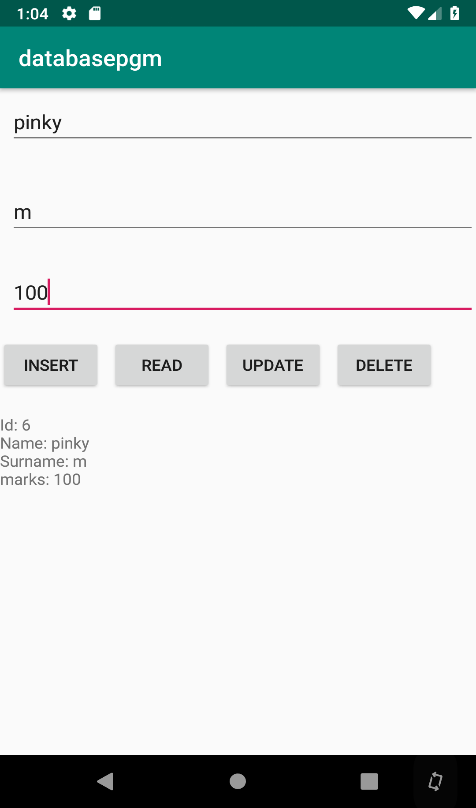 1:04
databasepgm
pinky
m
100
INSERT READ UPDATE DELETE
Id: 6
Name: pinky
Surname: m
marks: 100